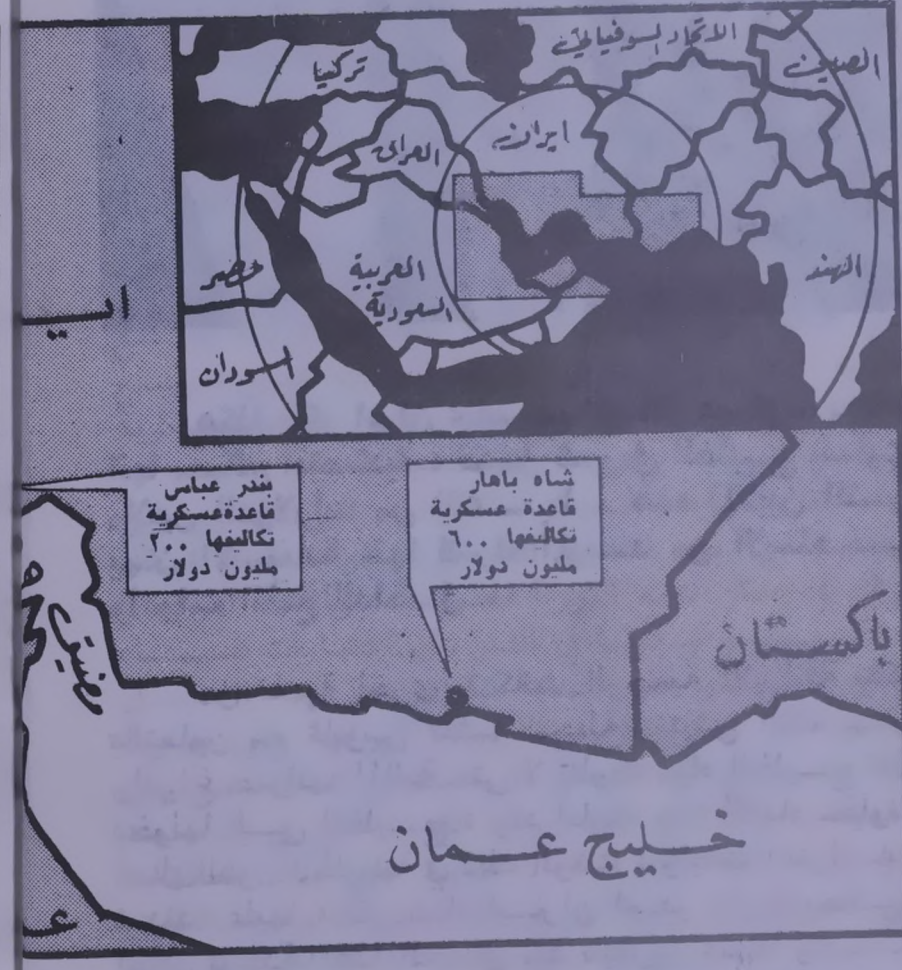 الاتحاد السوفياتي
الصين
تركيا
ايران
العراق
مصر
العربية
السعودية
الهند
السودان
بندر عباس
قاعدة عسكرية
تكاليفها ٢٠٠
مليون دولار
شاه باهار
قاعدة عسكرية
تكاليفها ٦٠٠
مليون دولار
باكستان
مضيق
خليج عمان